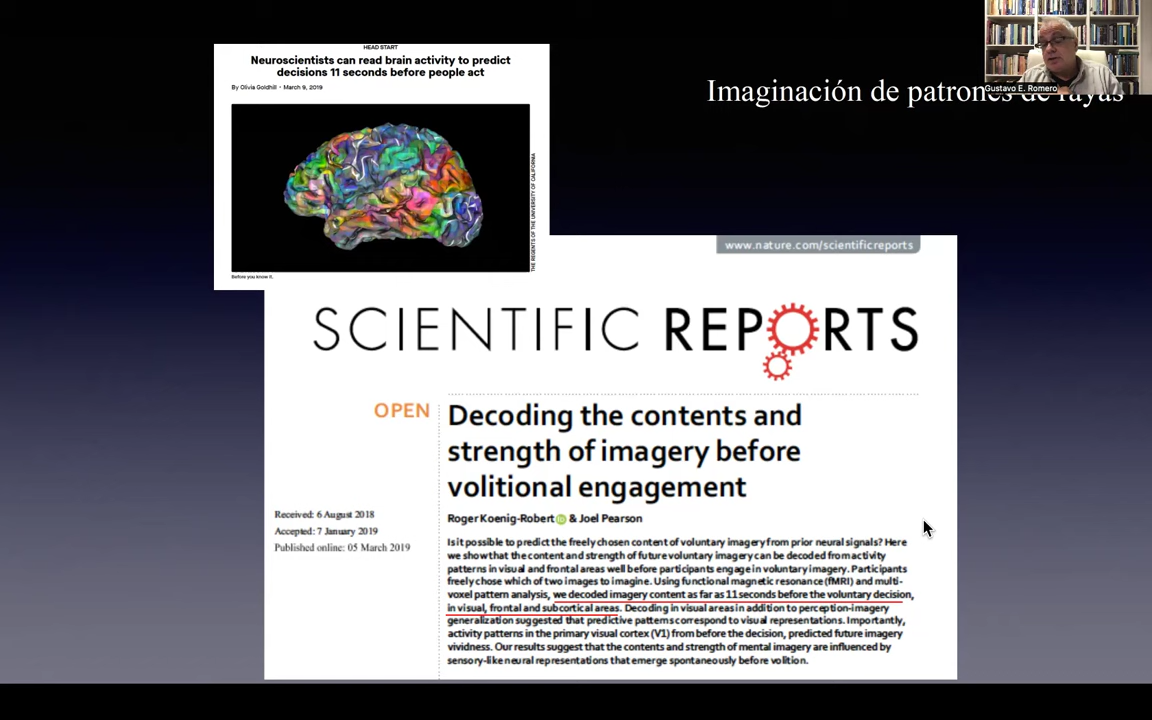 HEAD START
Neuroscientists can read brain activity to predict
decisions 11 seconds before people act
By Olivia Goldhill • March 9, 2019
THE REGENTS OF THE UNIVERSITY OF CALIFORNIA
Before you know it.
Imaginación de patrones de rayas
Gustavo E. Romero
www.nature.com/scientificreports
SCIENTIFIC REPORTS
OPEN
Decoding the contents and
strength of imagery before
volitional engagement
Received: 6 August 2018
Accepted: 7 January 2019
Published online: 05 March 2019
Roger Koenig-Robert & Joel Pearson
Is it possible to predict the freely chosen content of voluntary imagery from prior neural signals? Here
we show that the content and strength of future voluntary imagery can be decoded from activity
patterns in visual and frontal areas well before participants engage in voluntary imagery. Participants
freely chose which of two images to imagine. Using functional magnetic resonance (fMRI) and multi-
voxel pattern analysis, we decoded imagery content as far as 11 seconds before the voluntary decision,
in visual, frontal and subcortical areas. Decoding in visual areas in addition to perception-imagery
generalization suggested that predictive patterns correspond to visual representations. Importantly,
activity patterns in the primary visual cortex (V1) from before the decision, predicted future imagery
vividness. Our results suggest that the contents and strength of mental imagery are influenced by
sensory-like neural representations that emerge spontaneously before volition.